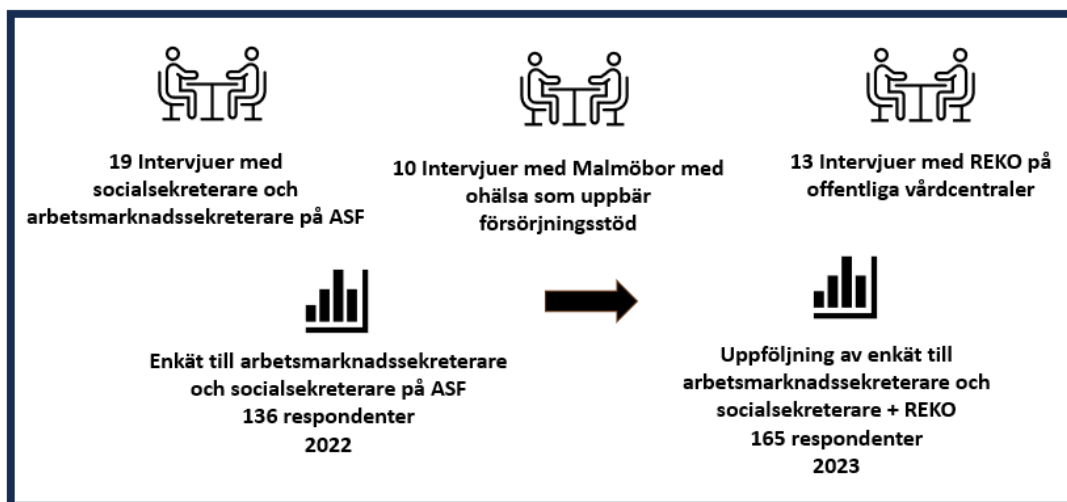 19 Intervjuer med
socialsekreterare och
arbetsmarknadssekreterare på ASF
10 Intervjuer med Malmöbor med
ohälsa som uppbär
försörjningsstöd
13 Intervjuer med REKO på
offentliga vårdcentraler
Enkät till arbetsmarknadssekreterare
och socialsekreterare på ASF
136 respondenter
2022
Uppföljning av enkät till
arbetsmarknadssekreterare och
socialsekreterare + REKO
165 respondenter
2023